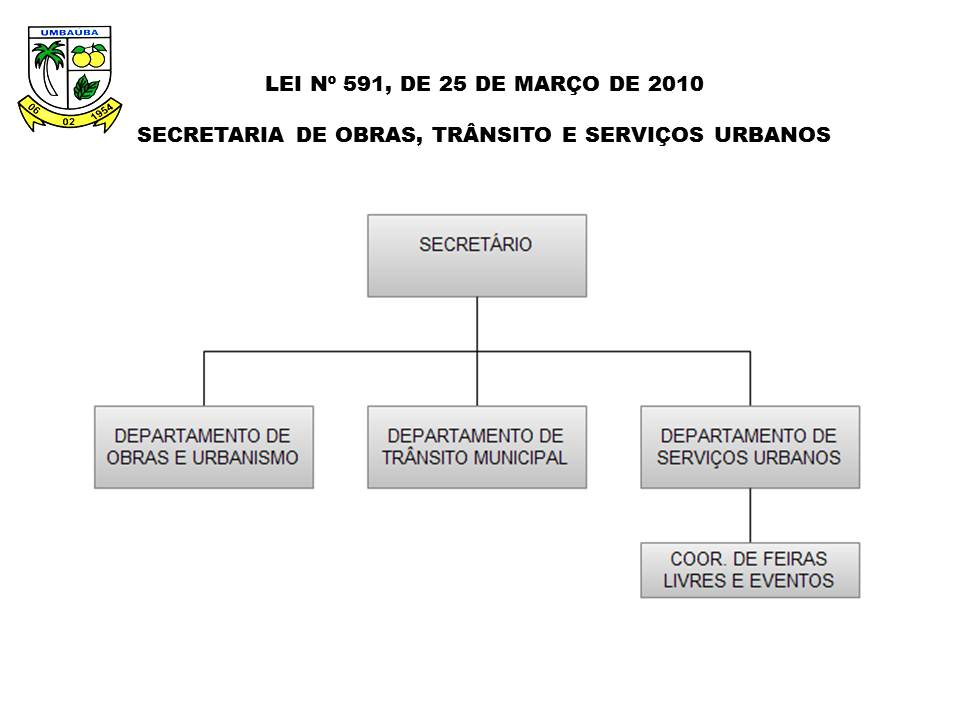 UMBAUBA
06 02 1954
LEI Nº 591, DE 25 DE MARÇO DE 2010
SECRETARIA DE OBRAS, TRÂNSITO E SERVIÇOS URBANOS
SECRETÁRIO
DEPARTAMENTO DE
OBRAS E URBANISMO
DEPARTAMENTO DE
TRÂNSITO MUNICIPAL
DEPARTAMENTO DE
SERVIÇOS URBANOS
COOR. DE FEIRAS
LIVRES E EVENTOS